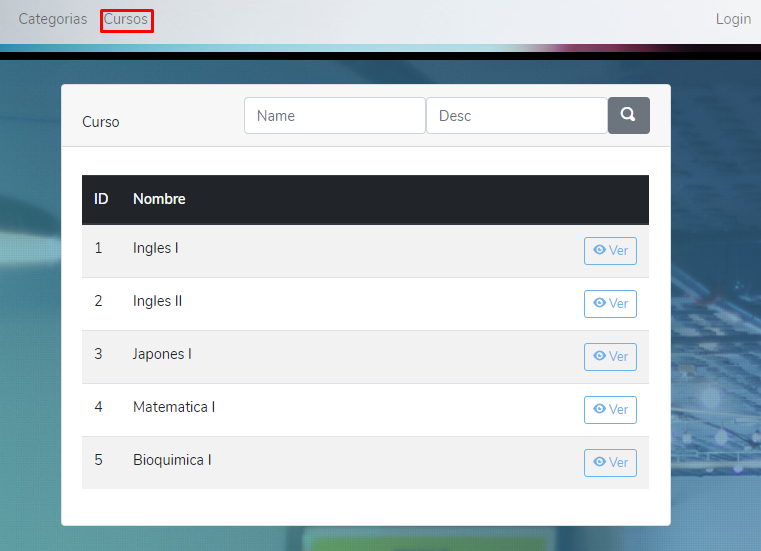 Categorias Cursos Login
Curso Name Desc
ID Nombre
1 Ingles I Ver
2 Ingles II Ver
3 Japones I Ver
4 Matematica I Ver
5 Bioquimica I Ver